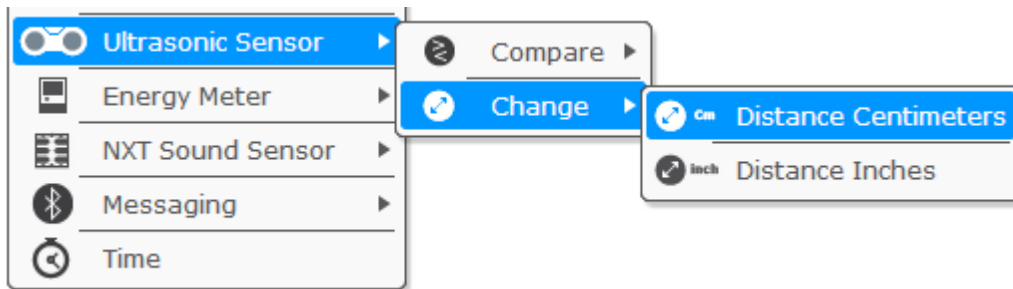 Ultrasonic Sensor
Energy Meter
NXT Sound Sensor
Messaging
Time
Compare
Change
Cm Distance Centimeters
inch Distance Inches